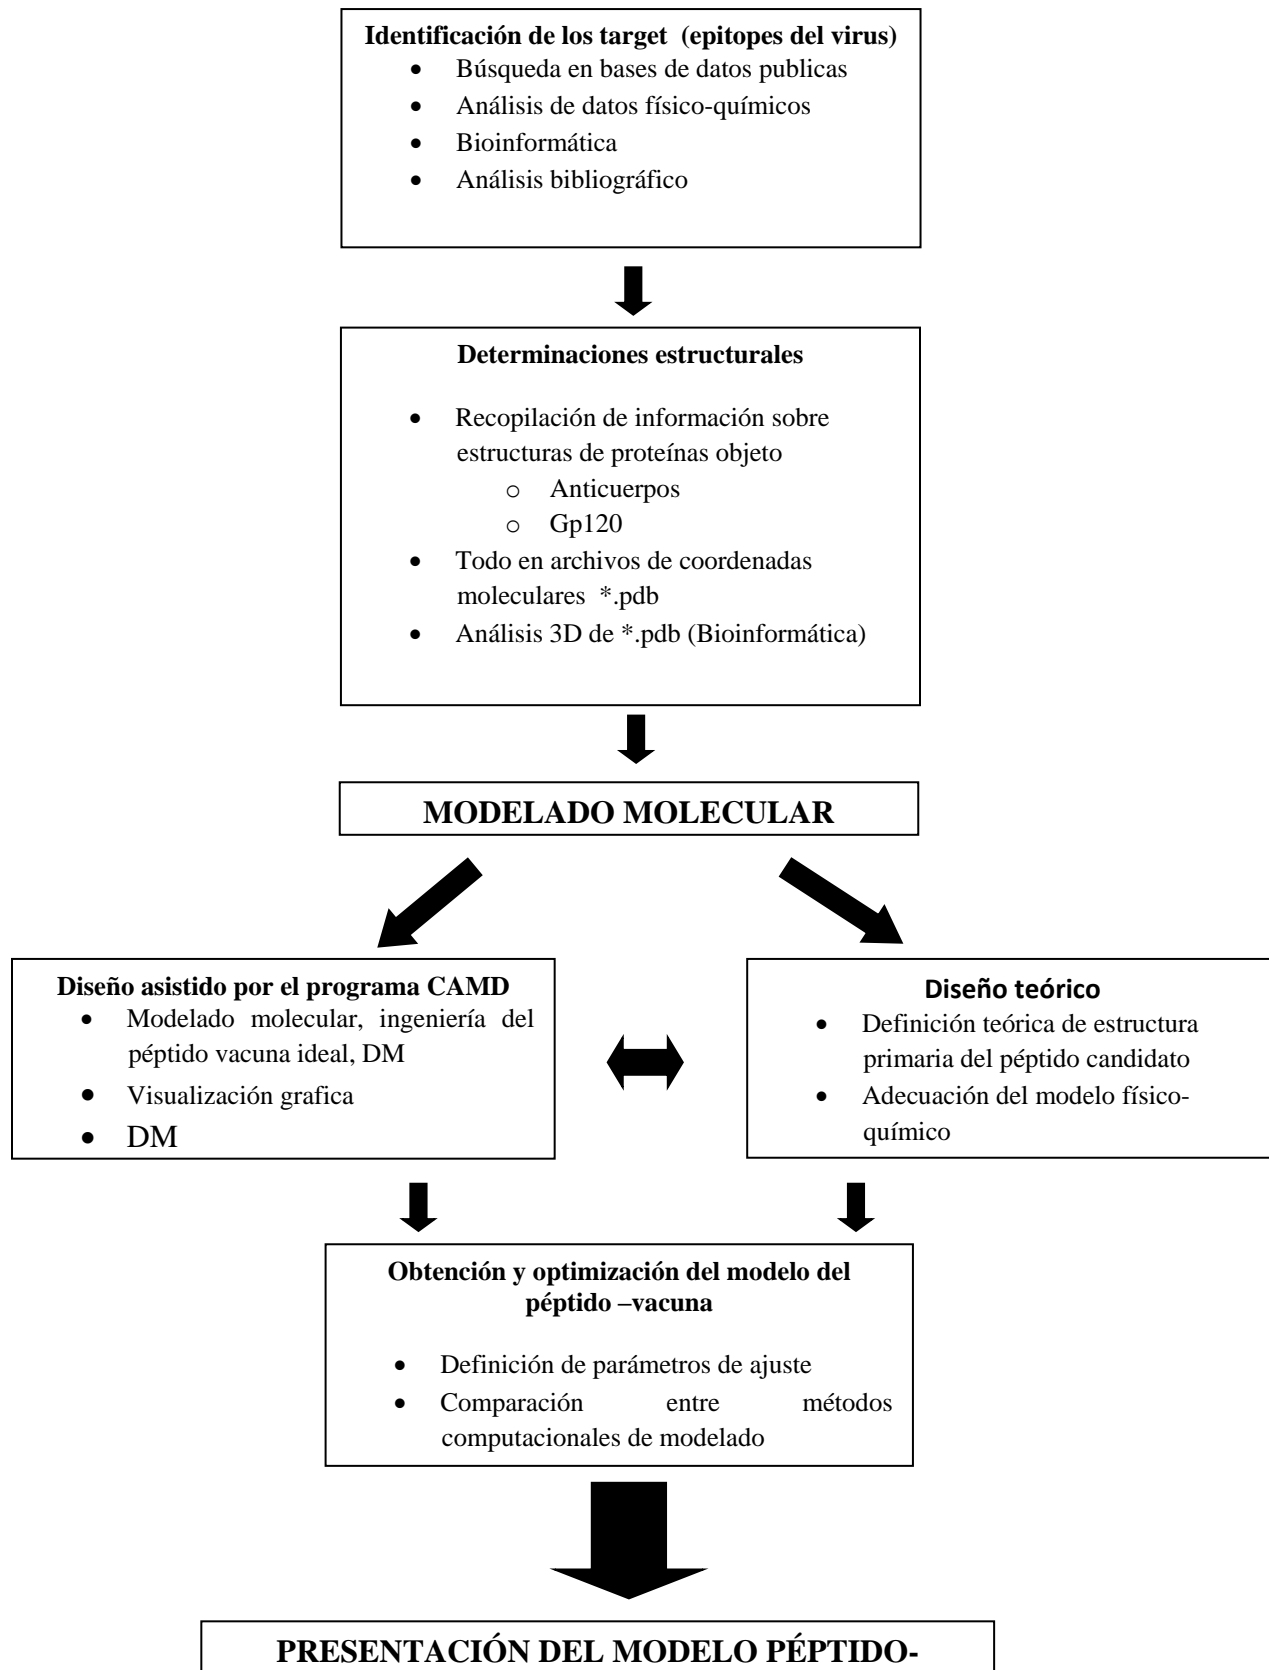 Identificación de los target  (epitopes del virus)
• Búsqueda en bases de datos publicas
• Análisis de datos físico-químicos
• Bioinformática
• Análisis bibliográfico
Determinaciones estructurales
• Recopilación de información sobre
estructuras de proteínas objeto
o Anticuerpos
o Gp120
• Todo en archivos de coordenadas
moleculares  *.pdb
• Análisis 3D de *.pdb (Bioinformática)
MODELADO MOLECULAR
Diseño asistido por el programa CAMD
• Modelado molecular, ingeniería del
péptido vacuna ideal, DM
• Visualización grafica
• DM
Diseño teórico
• Definición teórica de estructura
primaria del péptido candidato
• Adecuación del modelo físico-
químico
Obtención y optimización del modelo del
péptido –vacuna
• Definición de parámetros de ajuste
• Comparación entre métodos
computacionales de modelado
PRESENTACIÓN DEL MODELO PÉPTIDO-